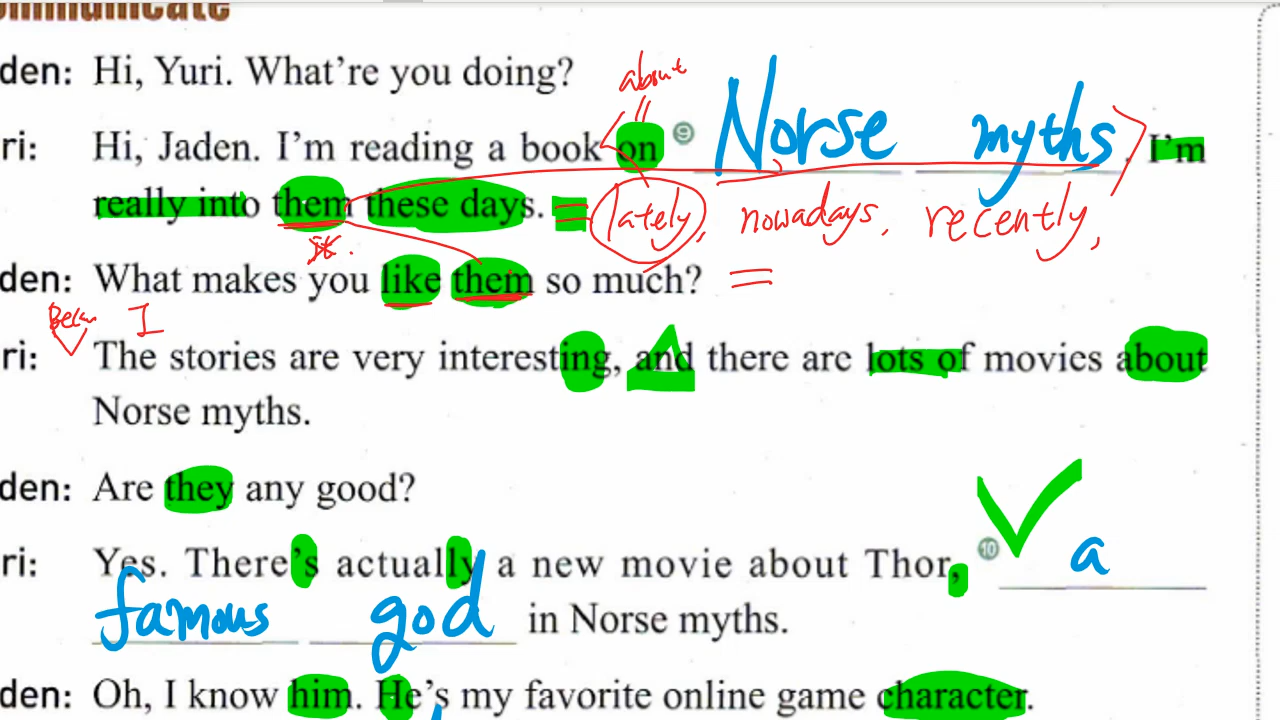 den: Hi, Yuri. What're you doing?
about
ri: Hi, Jaden. I'm reading a book on ⑨ Norse myths. I'm
really into them these days. = lately, nowadays, recently,
it.
den: What makes you like them so much? =
I
ri: The stories are very interesting, and there are lots of movies about
Norse myths.
den: Are they any good?
ri: Yes. There's actually a new movie about Thor, ⑩ a
famous god in Norse myths.
den: Oh, I know him. He's my favorite online game character.